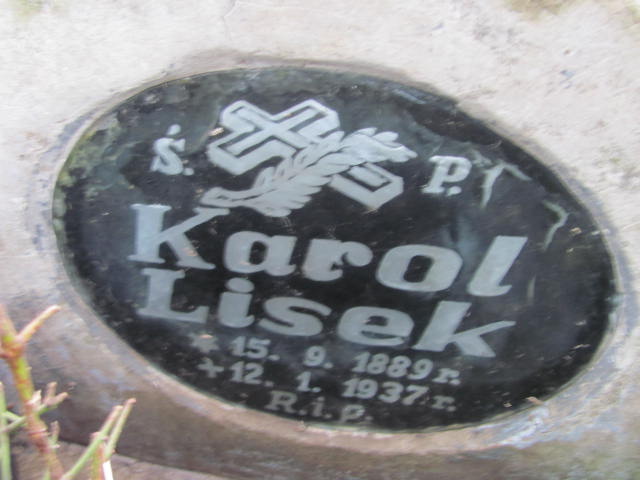 Ś. P.
Karol
Lisek
* 15. 9. 1889 r.
+ 12. 1. 1937 r.
R.i.P.